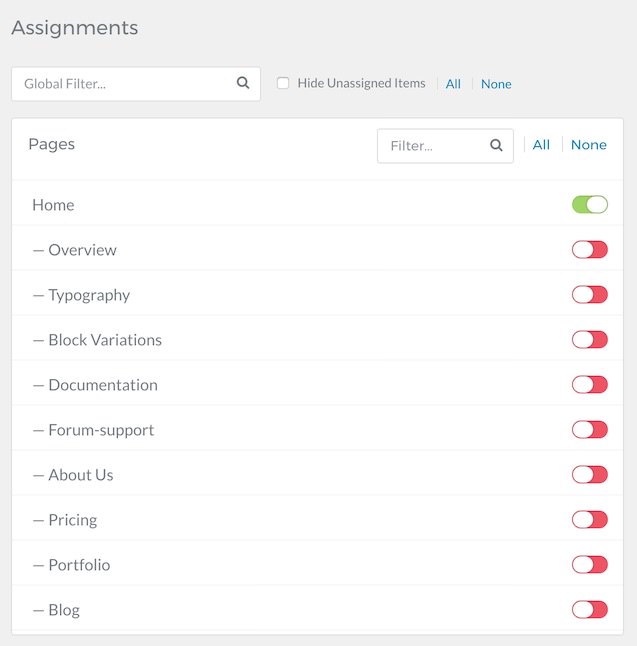 Assignments
Global Filter... Hide Unassigned Items All None
Pages Filter... All None
Home
— Overview
— Typography
— Block Variations
— Documentation
— Forum-support
— About Us
— Pricing
— Portfolio
— Blog